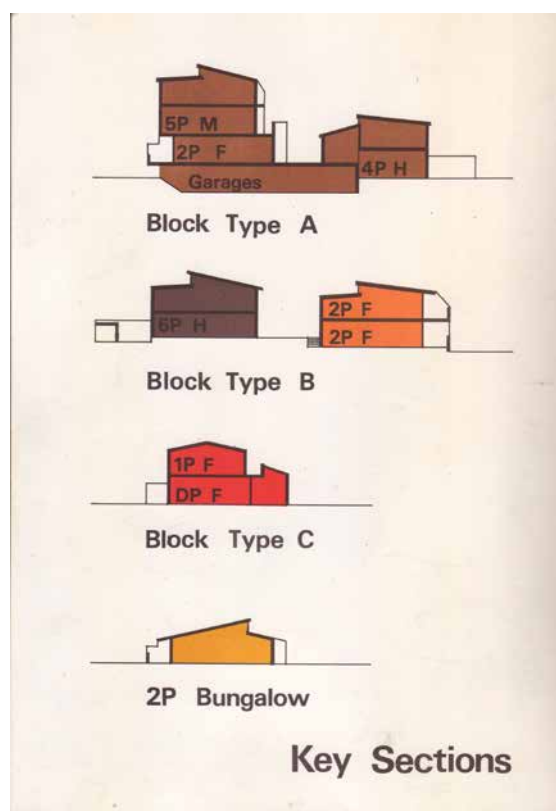 5P M
2P F
4P H
Garages
Block Type A
6P H
2P F
2P F
Block Type B
1P F
DP F
Block Type C
2P Bungalow
Key Sections